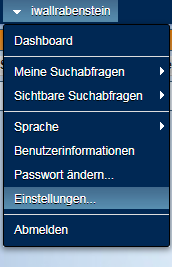 iwallrabenstein
Dashboard
Meine Suchabfragen
Sichtbare Suchabfragen
Sprache
Benutzerinformationen
Passwort ändern...
Einstellungen...
Abmelden